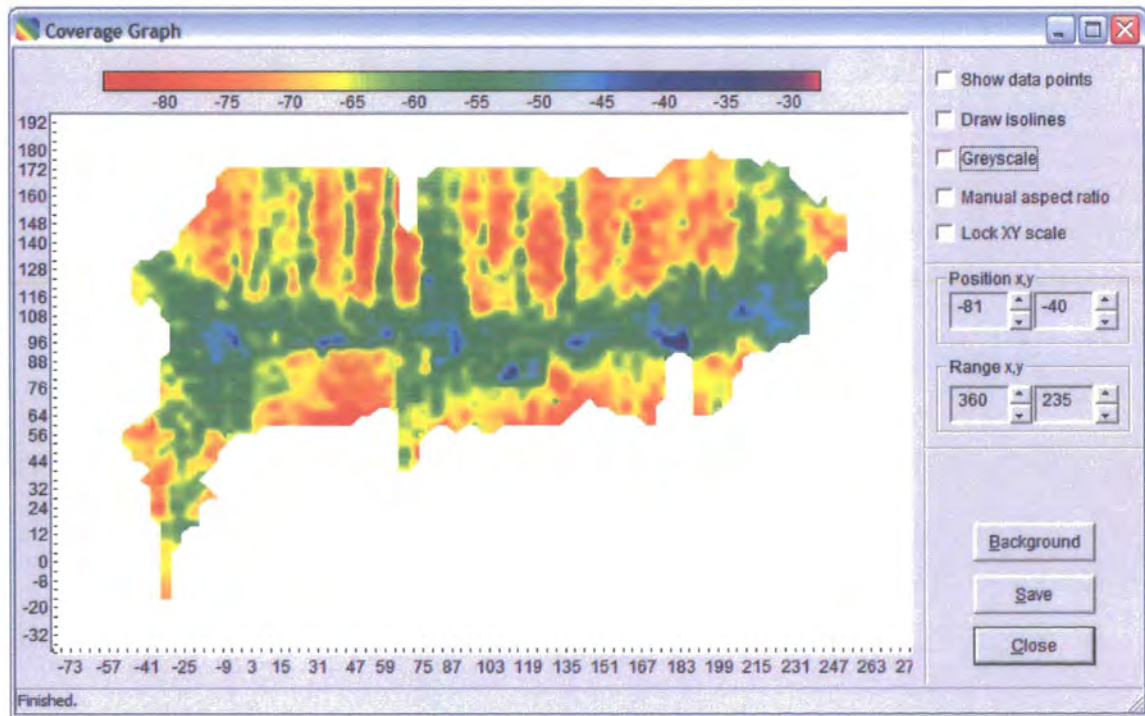 Coverage Graph
-80 -75 -70 -65 -60 -55 -50 -45 -40 -35 -30
192
180
172
160
148
140
128
116
108
96
88
76
64
56
44
32
24
12
0
-8
-20
-32
-73 -57 -41 -25 -9 3 15 31 47 59 75 87 103 119 135 151 167 183 199 215 231 247 263 27
Show data points
Draw isolines
Greyscale
Manual aspect ratio
Lock XY scale
Position x,y
-81 -40
Range x,y
360 235
Background
Save
Close
Finished.